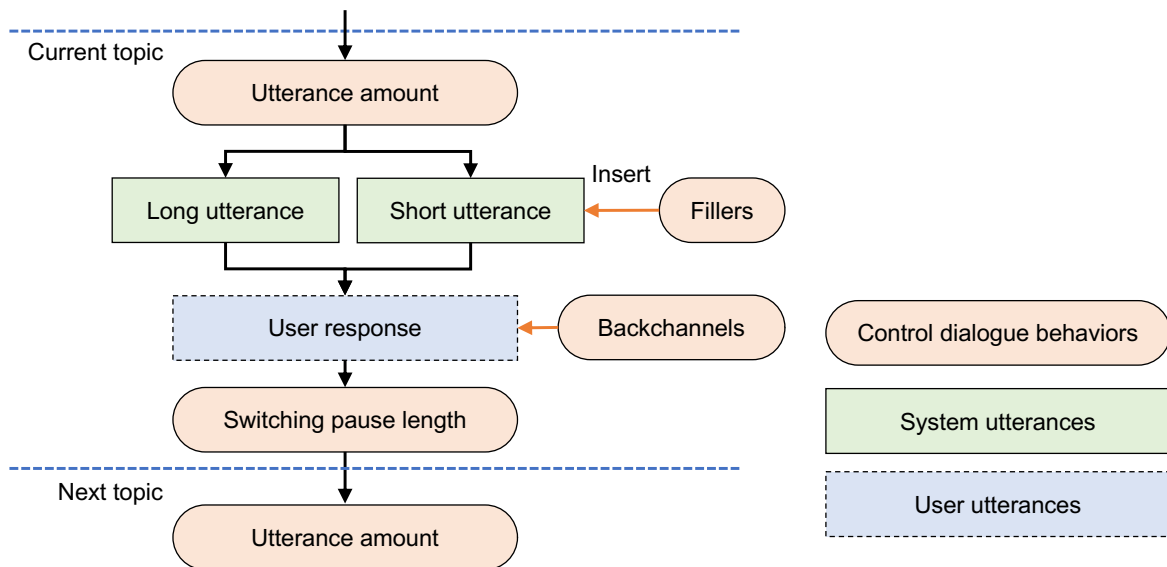 Current topic
Utterance amount
Long utterance
Short utterance
Insert
Fillers
User response
Backchannels
Switching pause length
Next topic
Utterance amount
Control dialogue behaviors
System utterances
User utterances